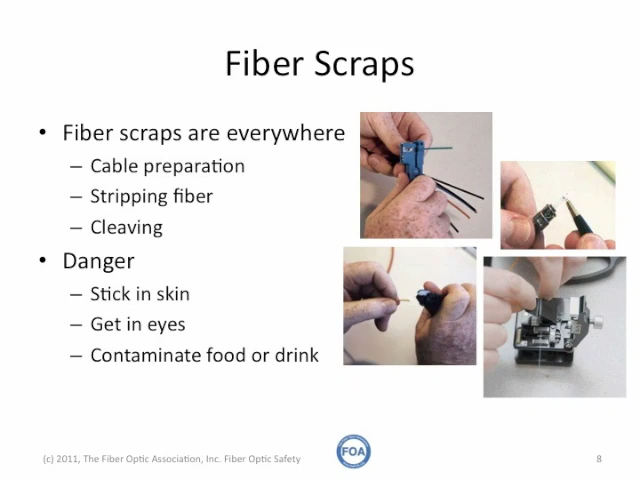 Fiber Scraps
• Fiber scraps are everywhere
– Cable preparation
– Stripping fiber
– Cleaving
• Danger
– Stick in skin
– Get in eyes
– Contaminate food or drink
(c) 2011, The Fiber Optic Association, Inc. Fiber Optic Safety
FOA
8